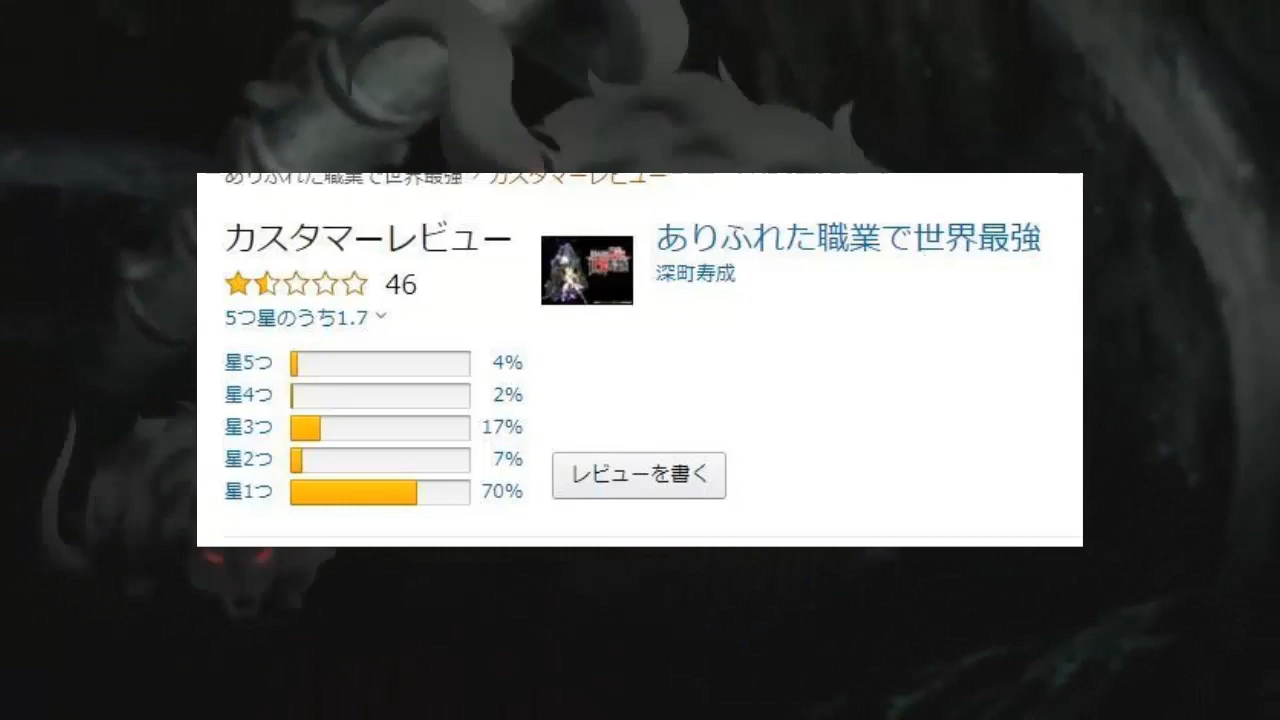 ありふれた職業で世界最強 › カスタマーレビュー
カスタマーレビュー
46
5つ星のうち1.7
星5つ 4%
星4つ 2%
星3つ 17%
星2つ 7%
星1つ 70%
ありふれた職業で世界最強
深町寿成
レビューを書く